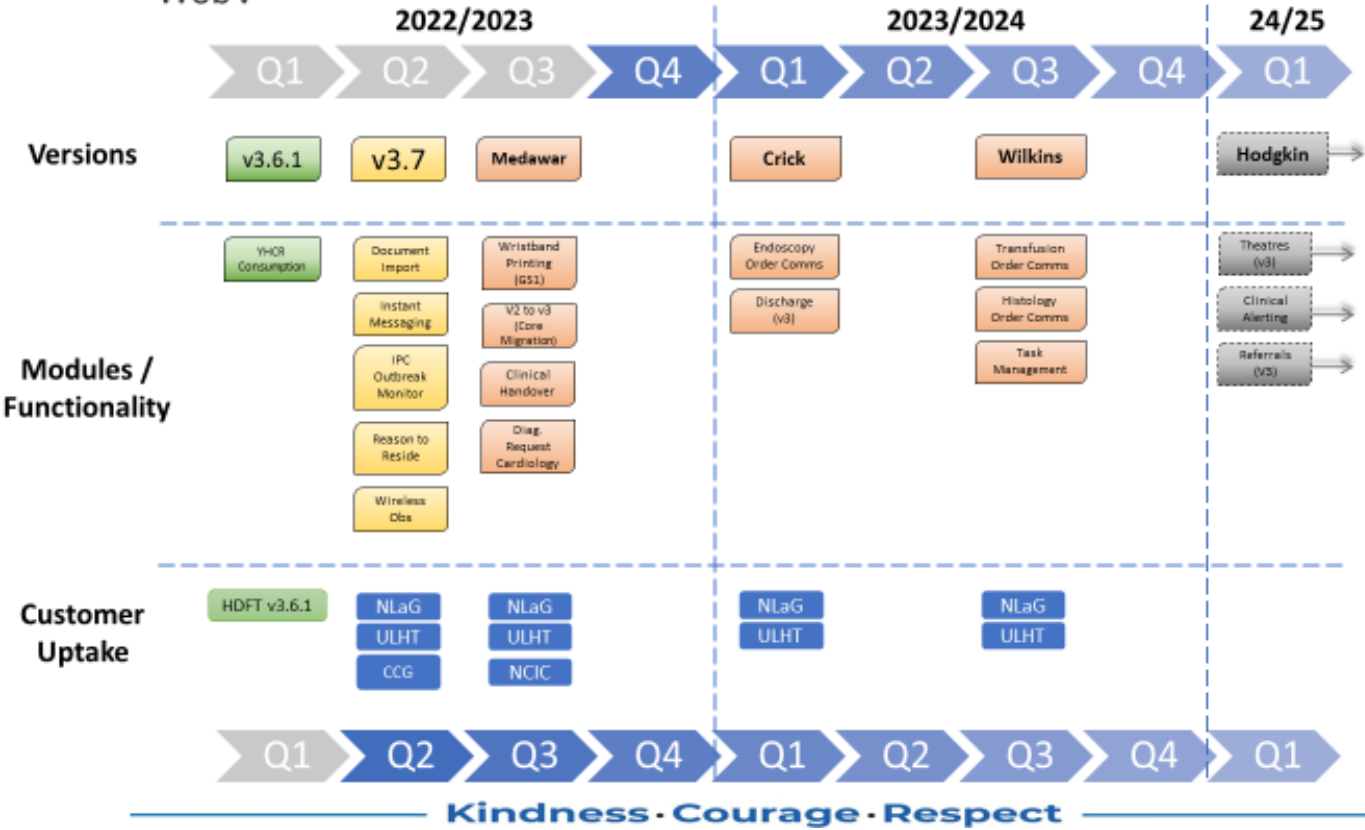 2022/2023
2023/2024
24/25
Q1
Q2
Q3
Q4
Q1
Q2
Q3
Q4
Q1
Versions
v3.6.1
v3.7
Medawar
Crick
Wilkins
Hodgkin
Modules /
Functionality
YHCR
Consumption
Document
Import
Instant
Messaging
IPC
Outbreak
Monitor
Reason to
Reside
Wireless
Obs
Wristband
Printing
(GS1)
V2 to v3
(Core
Migration)
Clinical
Handover
Diag.
Request
Cardiology
Endoscopy
Order Comms
Discharge
(v3)
Transfusion
Order Comms
Histology
Order Comms
Task
Management
Theatres
(v3)
Clinical
Alerting
Referrals
(V3)
Customer
Uptake
HDFT v3.6.1
NLaG
ULHT
CCG
NLaG
ULHT
NCIC
NLaG
ULHT
NLaG
ULHT
Q1
Q2
Q3
Q4
Q1
Q2
Q3
Q4
Q1
Kindness · Courage · Respect